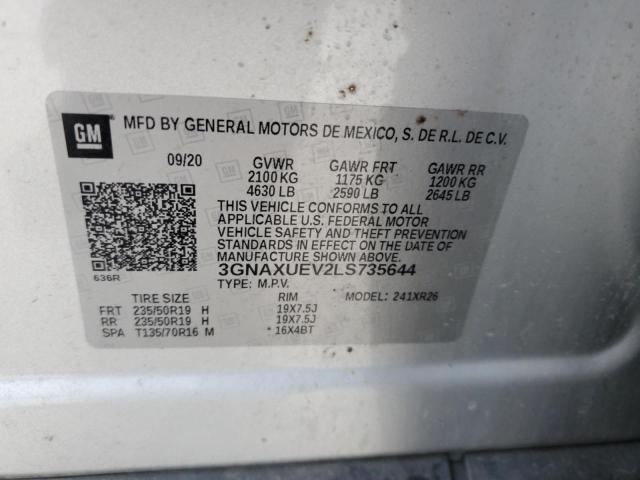 GM
MFD BY GENERAL MOTORS DE MEXICO, S. DE R.L. DE C.V.
09/20 GVWR GAWR FRT GAWR RR
2100 KG 1175 KG 1200 KG
4630 LB 2590 LB 2645 LB
THIS VEHICLE CONFORMS TO ALL
APPLICABLE U.S. FEDERAL MOTOR
VEHICLE SAFETY AND THEFT PREVENTION
STANDARDS IN EFFECT ON THE DATE OF
MANUFACTURE SHOWN ABOVE.
3GNAXUEV2LS735644
636R
TYPE: M.P.V. MODEL: 241XR26
TIRE SIZE RIM
FRT 235/50R19 H 19X7.5J
RR 235/50R19 H 19X7.5J
SPA T135/70R16 M * 16X4BT